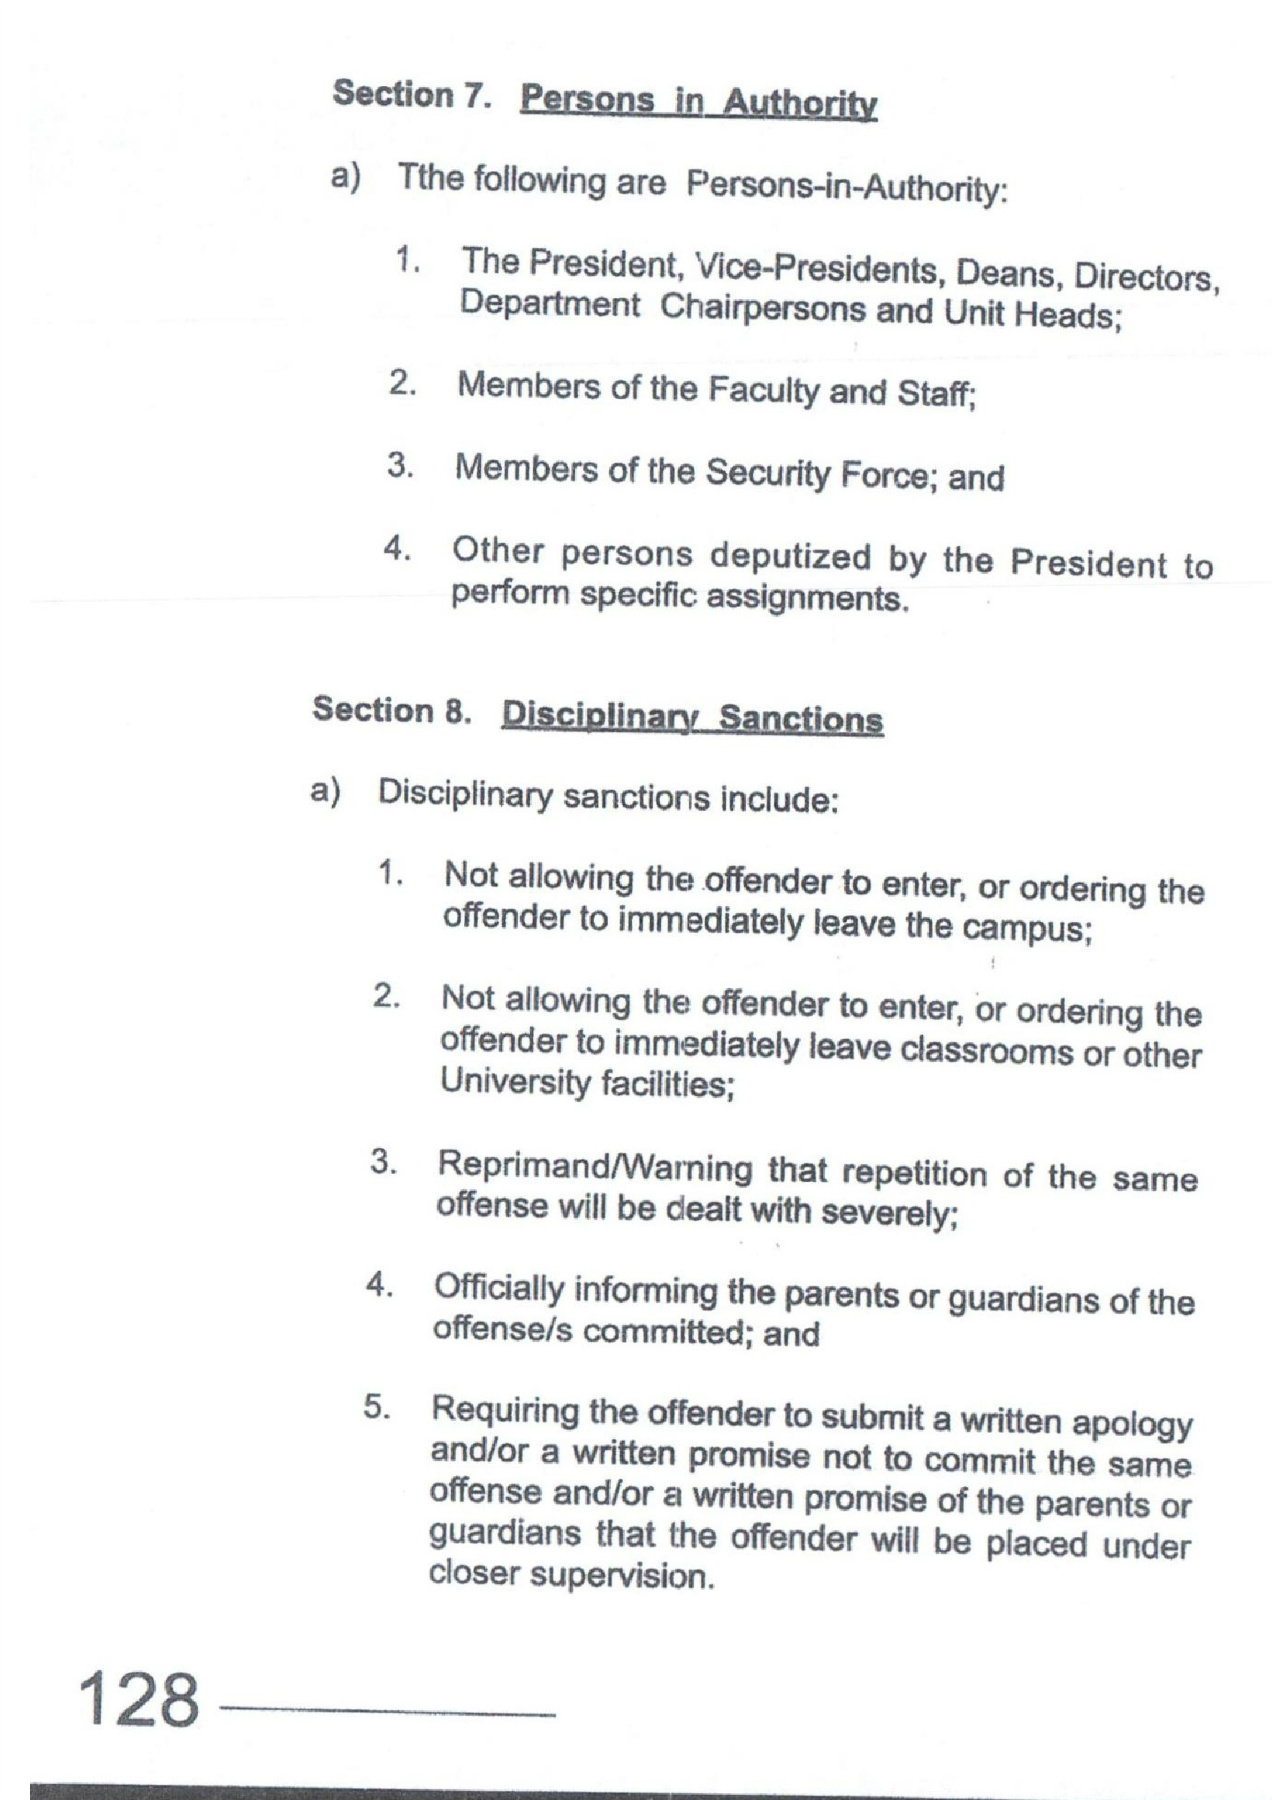 Section 7. Persons in Authority
a) Tthe following are Persons-in-Authority:
1. The President, Vice-Presidents, Deans, Directors,
Department Chairpersons and Unit Heads;
2. Members of the Faculty and Staff;
3. Members of the Security Force; and
4. Other persons deputized by the President to
perform specific assignments.
Section 8. Disciplinary Sanctions
a) Disciplinary sanctions include:
1. Not allowing the offender to enter, or ordering the
offender to immediately leave the campus;
2. Not allowing the offender to enter, or ordering the
offender to immediately leave classrooms or other
University facilities;
3. Reprimand/Warning that repetition of the same
offense will be dealt with severely;
4. Officially informing the parents or guardians of the
offense/s committed; and
5. Requiring the offender to submit a written apology
and/or a written promise not to commit the same
offense and/or a written promise of the parents or
guardians that the offender will be placed under
closer supervision.
128